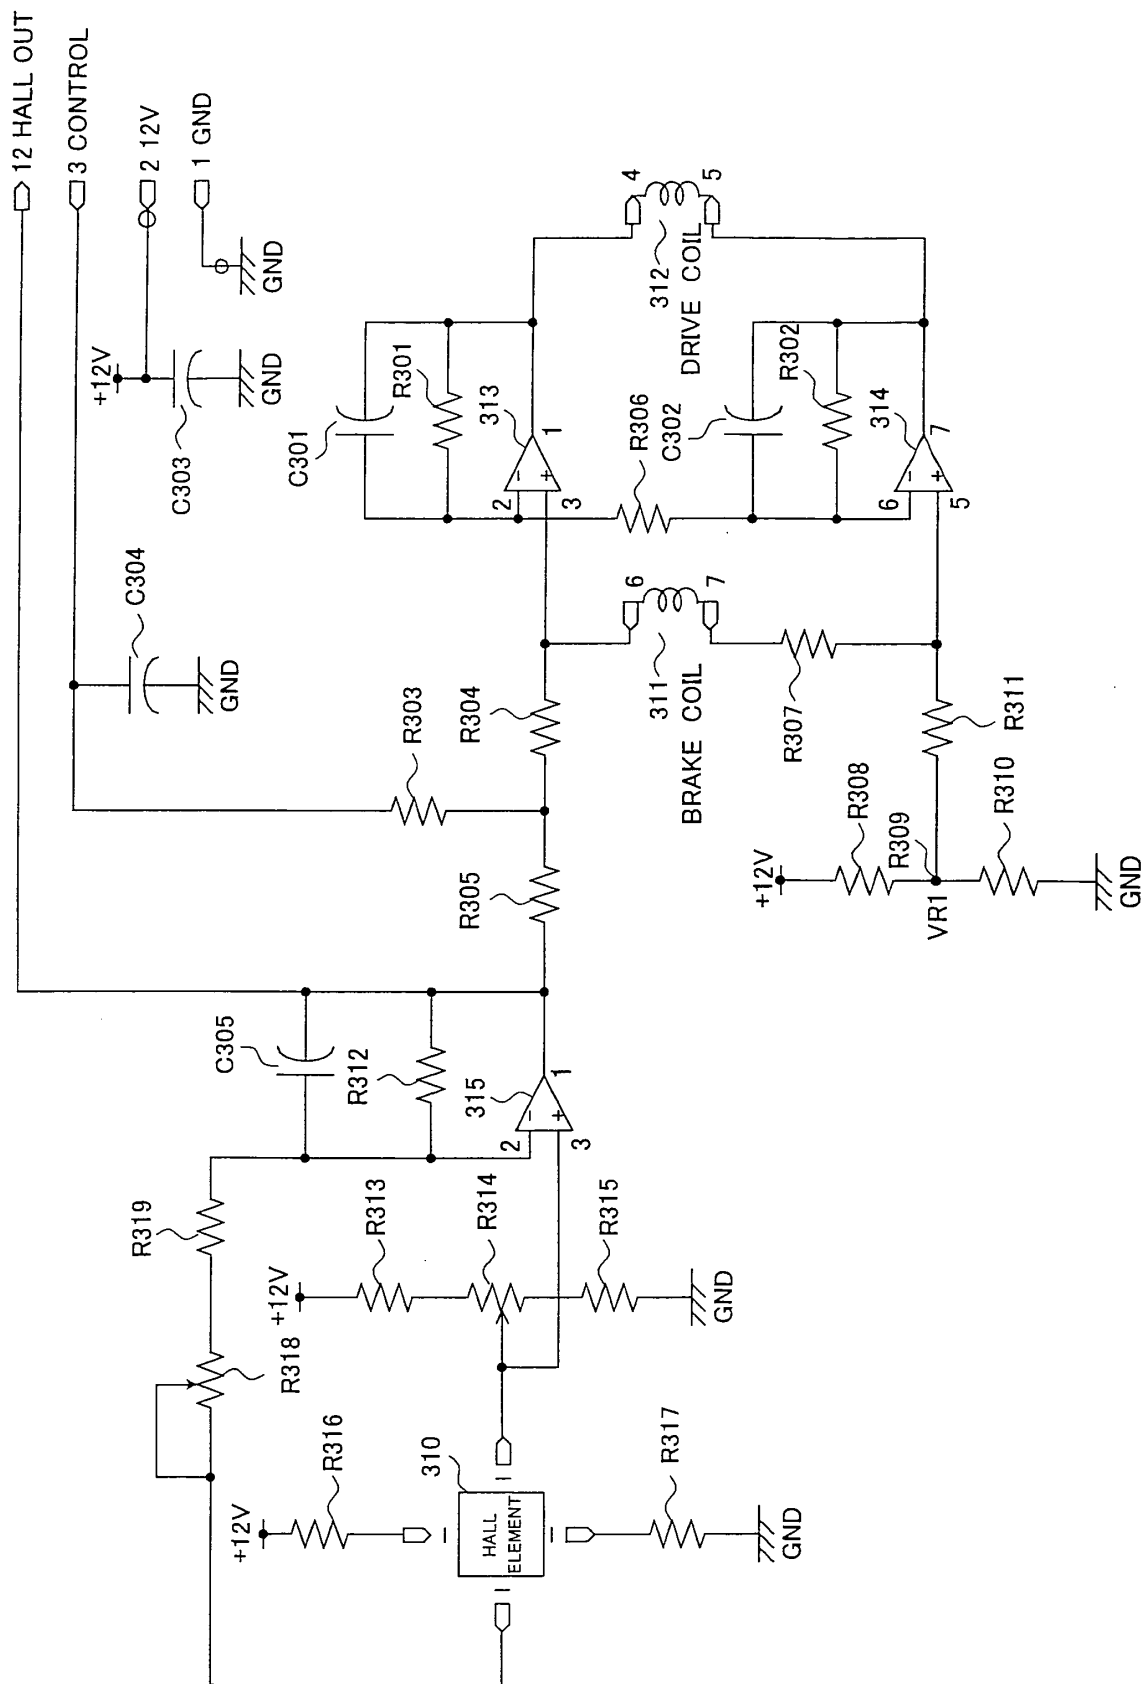 12 HALL OUT
3 CONTROL
2 12V
1 GND
GND
+12V
GND
C303
C304
GND
C301
R301
313
1
2
3
-
+
4
5
312
DRIVE COIL
R306
C302
R302
314
7
6
5
-
+
R303
R304
6
7
311
BRAKE COIL
R307
R311
R305
+12V
R308
R309
VR1
R310
GND
C305
R312
315
1
2
3
-
+
R319
R318
+12V
R313
R314
R315
GND
+12V
R316
310
HALL
ELEMENT
R317
GND